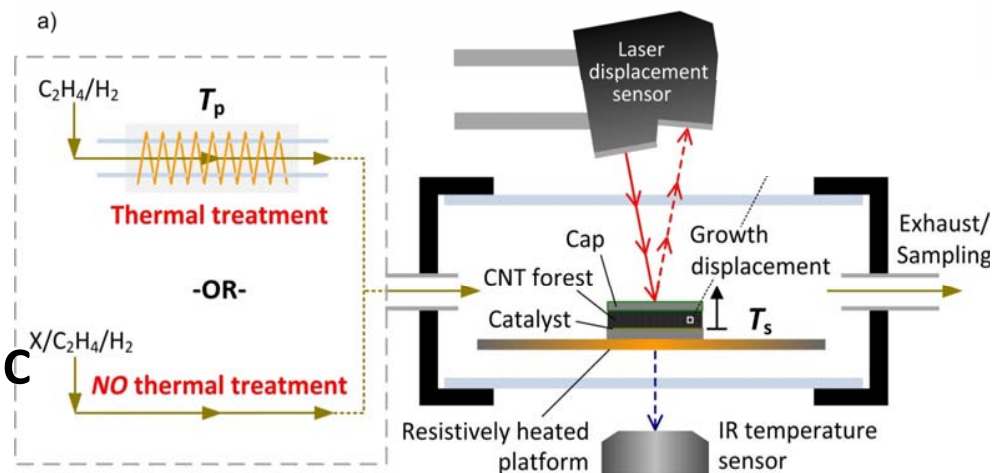 a)
C₂H₄/H₂
Tp
Thermal treatment
-OR-
X/C₂H₄/H₂
C
NO thermal treatment
Laser
displacement
sensor
Cap
CNT forest
Catalyst
Growth
displacement
Ts
Exhaust/
Sampling
Resistively heated
platform
IR temperature
sensor